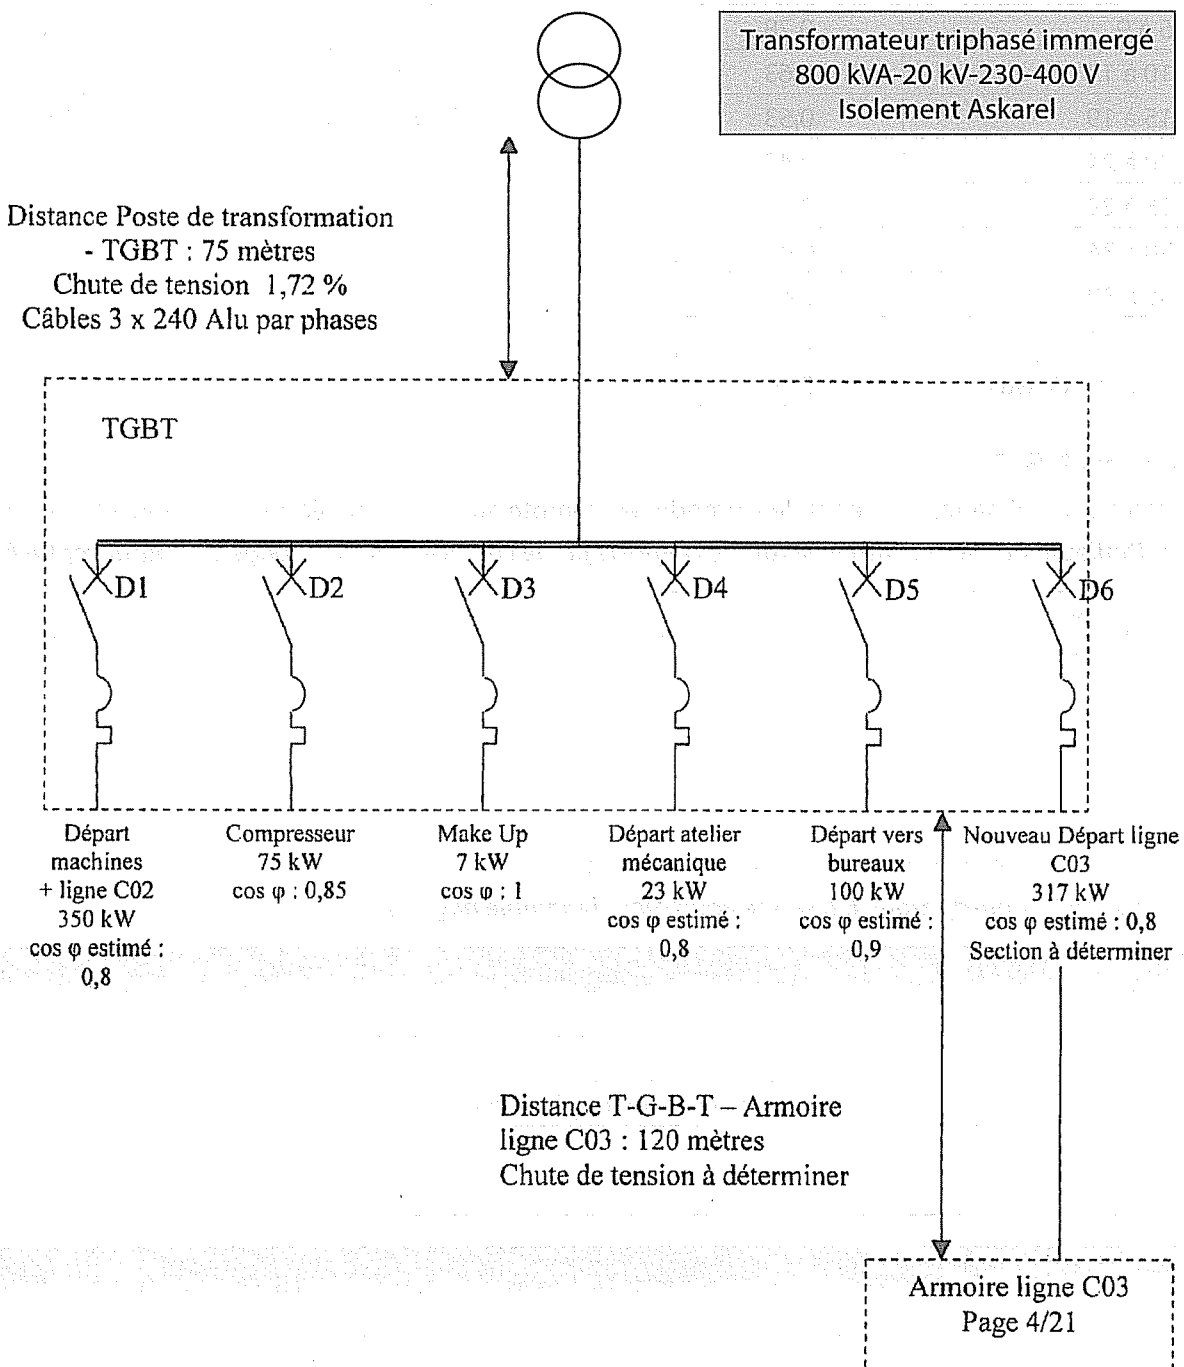 Transformateur triphasé immergé
800 kVA-20 kV-230-400 V
Isolement Askarel
Distance Poste de transformation
- TGBT : 75 mètres
Chute de tension 1,72 %
Câbles 3 x 240 Alu par phases
TGBT
D1
D2
D3
D4
D5
D6
Départ
machines
+ ligne C02
350 kW
cos φ estimé :
0,8
Compresseur
75 kW
cos φ : 0,85
Make Up
7 kW
cos φ : 1
Départ atelier
mécanique
23 kW
cos φ estimé :
0,8
Départ vers
bureaux
100 kW
cos φ estimé :
0,9
Nouveau Départ ligne
C03
317 kW
cos φ estimé : 0,8
Section à déterminer
Distance T-G-B-T – Armoire
ligne C03 : 120 mètres
Chute de tension à déterminer
Armoire ligne C03
Page 4/21